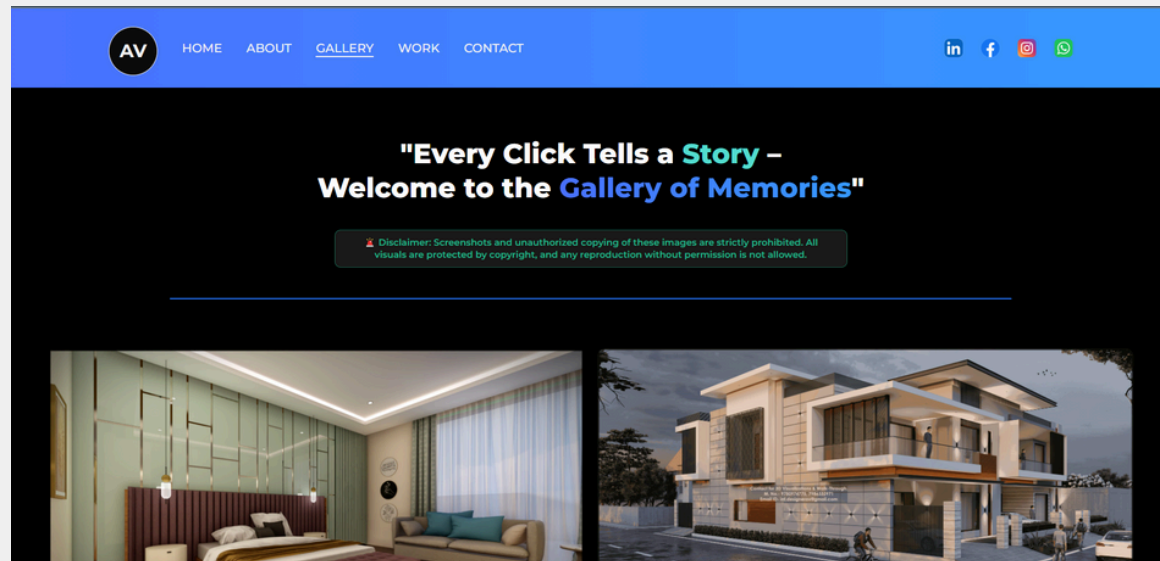 AV
HOME ABOUT GALLERY WORK CONTACT
"Every Click Tells a Story –
Welcome to the Gallery of Memories"
Disclaimer: Screenshots and unauthorized copying of these images are strictly prohibited. All
visuals are protected by copyright, and any reproduction without permission is not allowed.